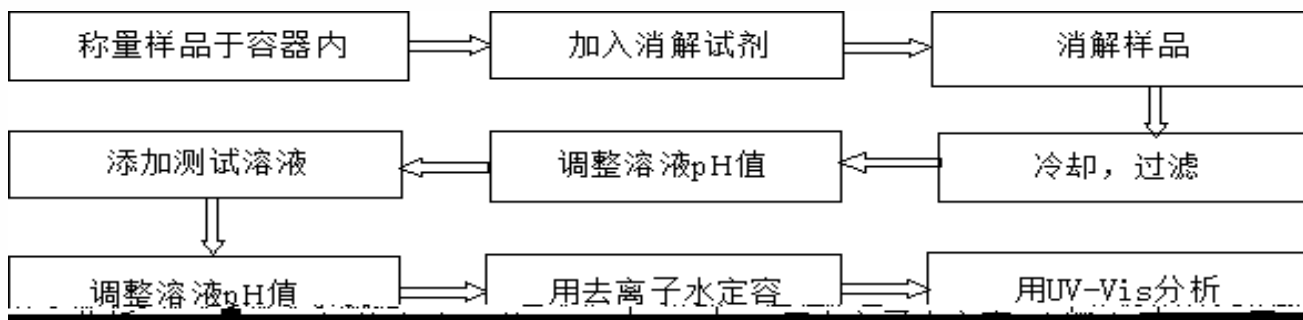 称量样品于容器内
加入消解试剂
消解样品
冷却，过滤
调整溶液pH值
添加测试溶液
调整溶液pH值
用去离子水定容
用UV-Vis分析